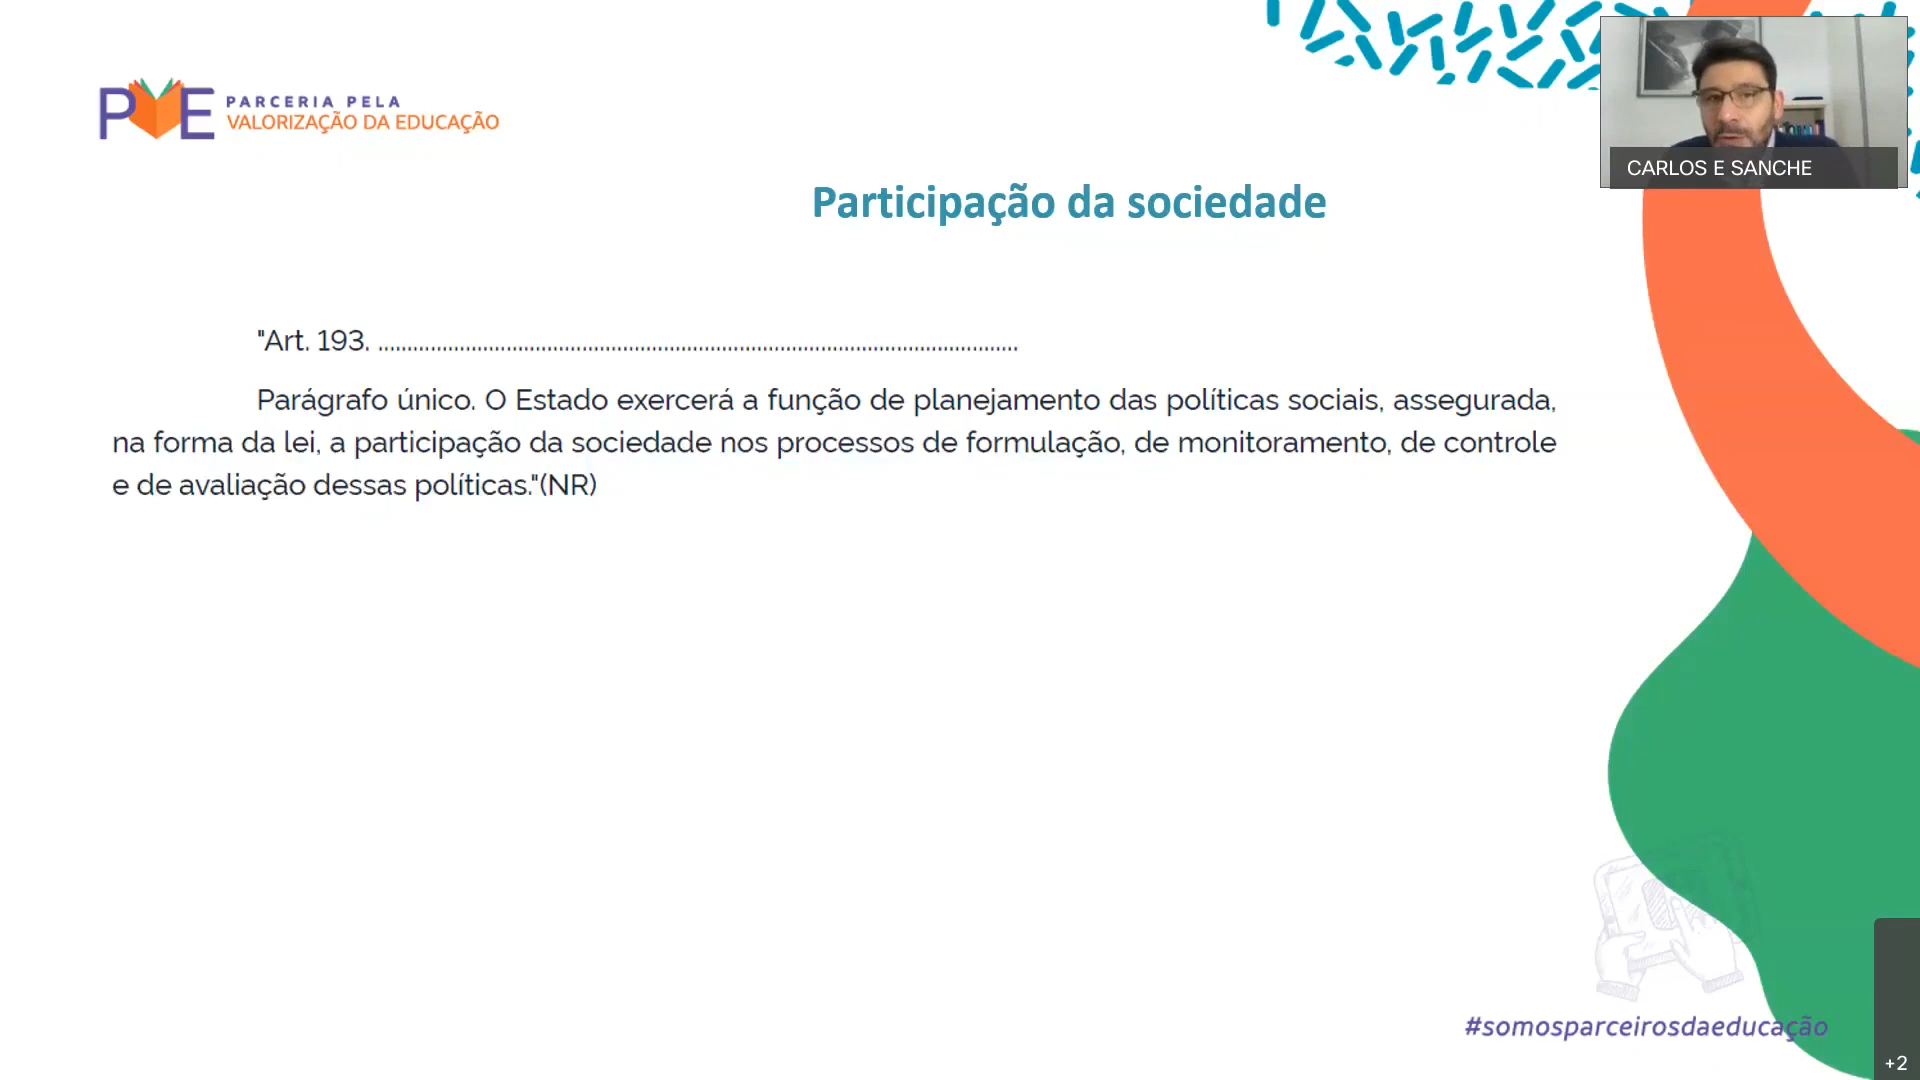 PVE PARCERIA PELA
VALORIZAÇÃO DA EDUCAÇÃO
CARLOS E SANCHE
Participação da sociedade
"Art. 193. ..............................................................................................................
Parágrafo único. O Estado exercerá a função de planejamento das políticas sociais, assegurada,
na forma da lei, a participação da sociedade nos processos de formulação, de monitoramento, de controle
e de avaliação dessas políticas."(NR)
#somosparceirosdaeducação
+2